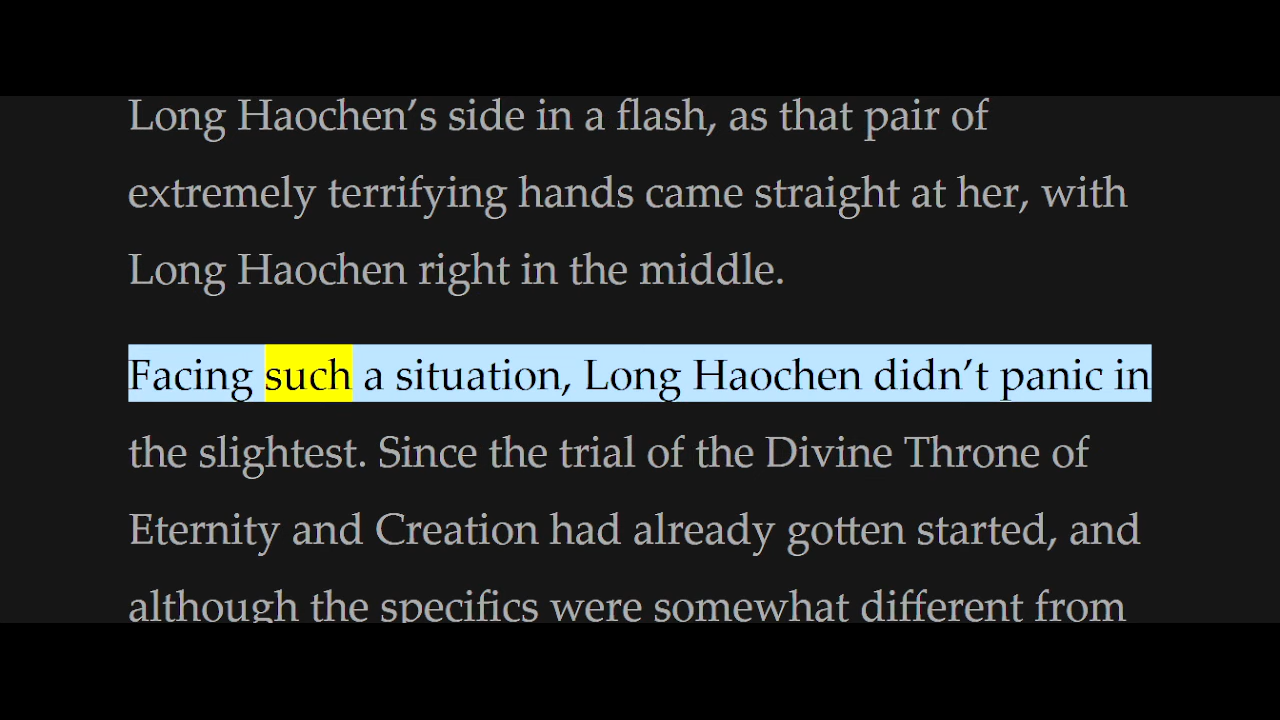 Long Haochen’s side in a flash, as that pair of
extremely terrifying hands came straight at her, with
Long Haochen right in the middle.
Facing such a situation, Long Haochen didn’t panic in
the slightest. Since the trial of the Divine Throne of
Eternity and Creation had already gotten started, and
although the specifics were somewhat different from